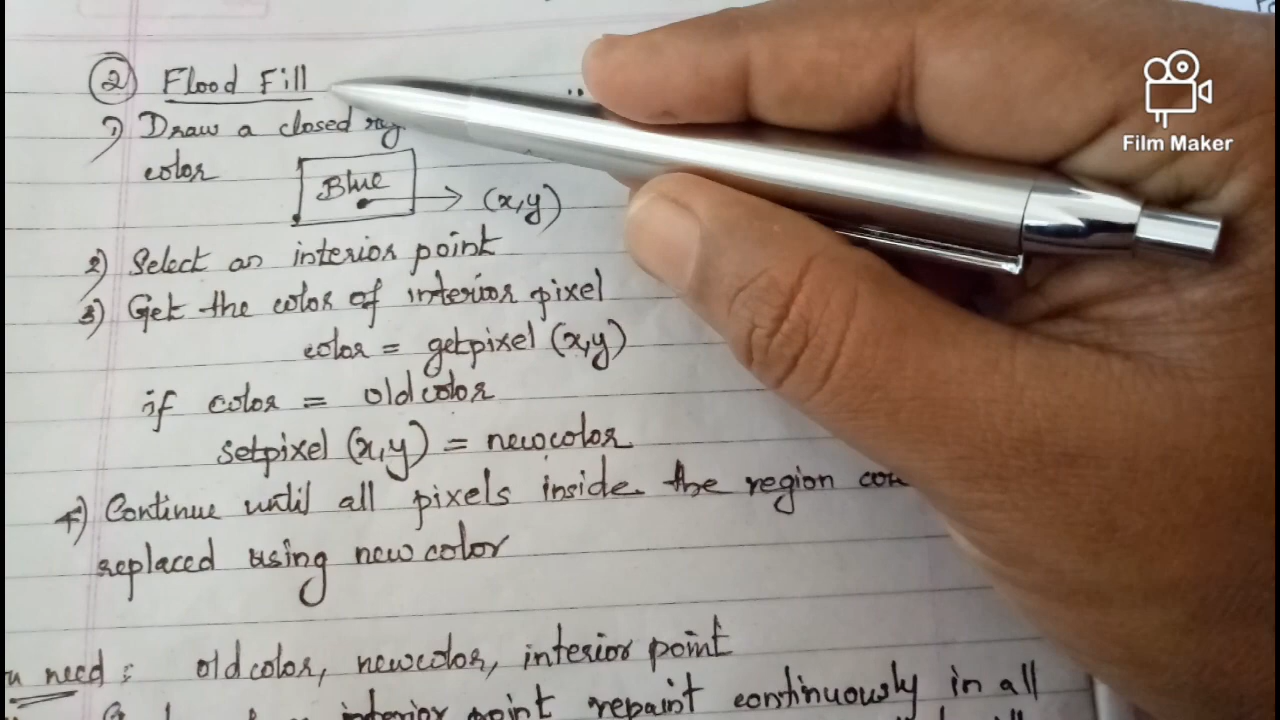 ② Flood Fill
1) Draw a closed
color
Blue
(x,y)
2) Select an interior point
3) Get the color of interior pixel
color = getpixel (x,y)
if color = oldcolor
setpixel (x,y) = newcolor
4) Continue until all pixels inside the region
replaced using new color
need : oldcolor, newcolor, interior point
interior point repaint continuously in all
Film Maker